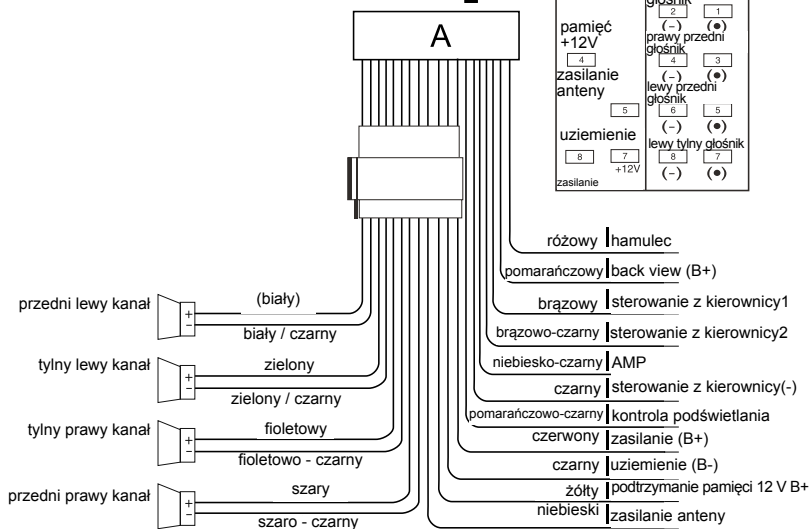 A
głośnik
2 1
(-) (•)
pamięć
+12V
prawy przedni
głośnik
4
4 3
(-) (•)
zasilanie
anteny
lewy przedni
głośnik
5
6 5
(-) (•)
uziemienie
lewy tylny głośnik
8 7
8 7
+12V
(-) (•)
zasilanie
różowy hamulec
pomarańczowy back view (B+)
brązowy sterowanie z kierownicy1
brązowo-czarny sterowanie z kierownicy2
niebiesko-czarny AMP
czarny sterowanie z kierownicy(-)
pomarańczowo-czarny kontrola podświetlania
czerwony zasilanie (B+)
czarny uziemienie (B-)
żółty podtrzymanie pamięci 12 V B+
niebieski zasilanie anteny
przedni lewy kanał
+
−
(biały)
biały / czarny
tylny lewy kanał
+
−
zielony
zielony / czarny
tylny prawy kanał
+
−
fioletowy
fioletowo - czarny
przedni prawy kanał
+
−
szary
szaro - czarny